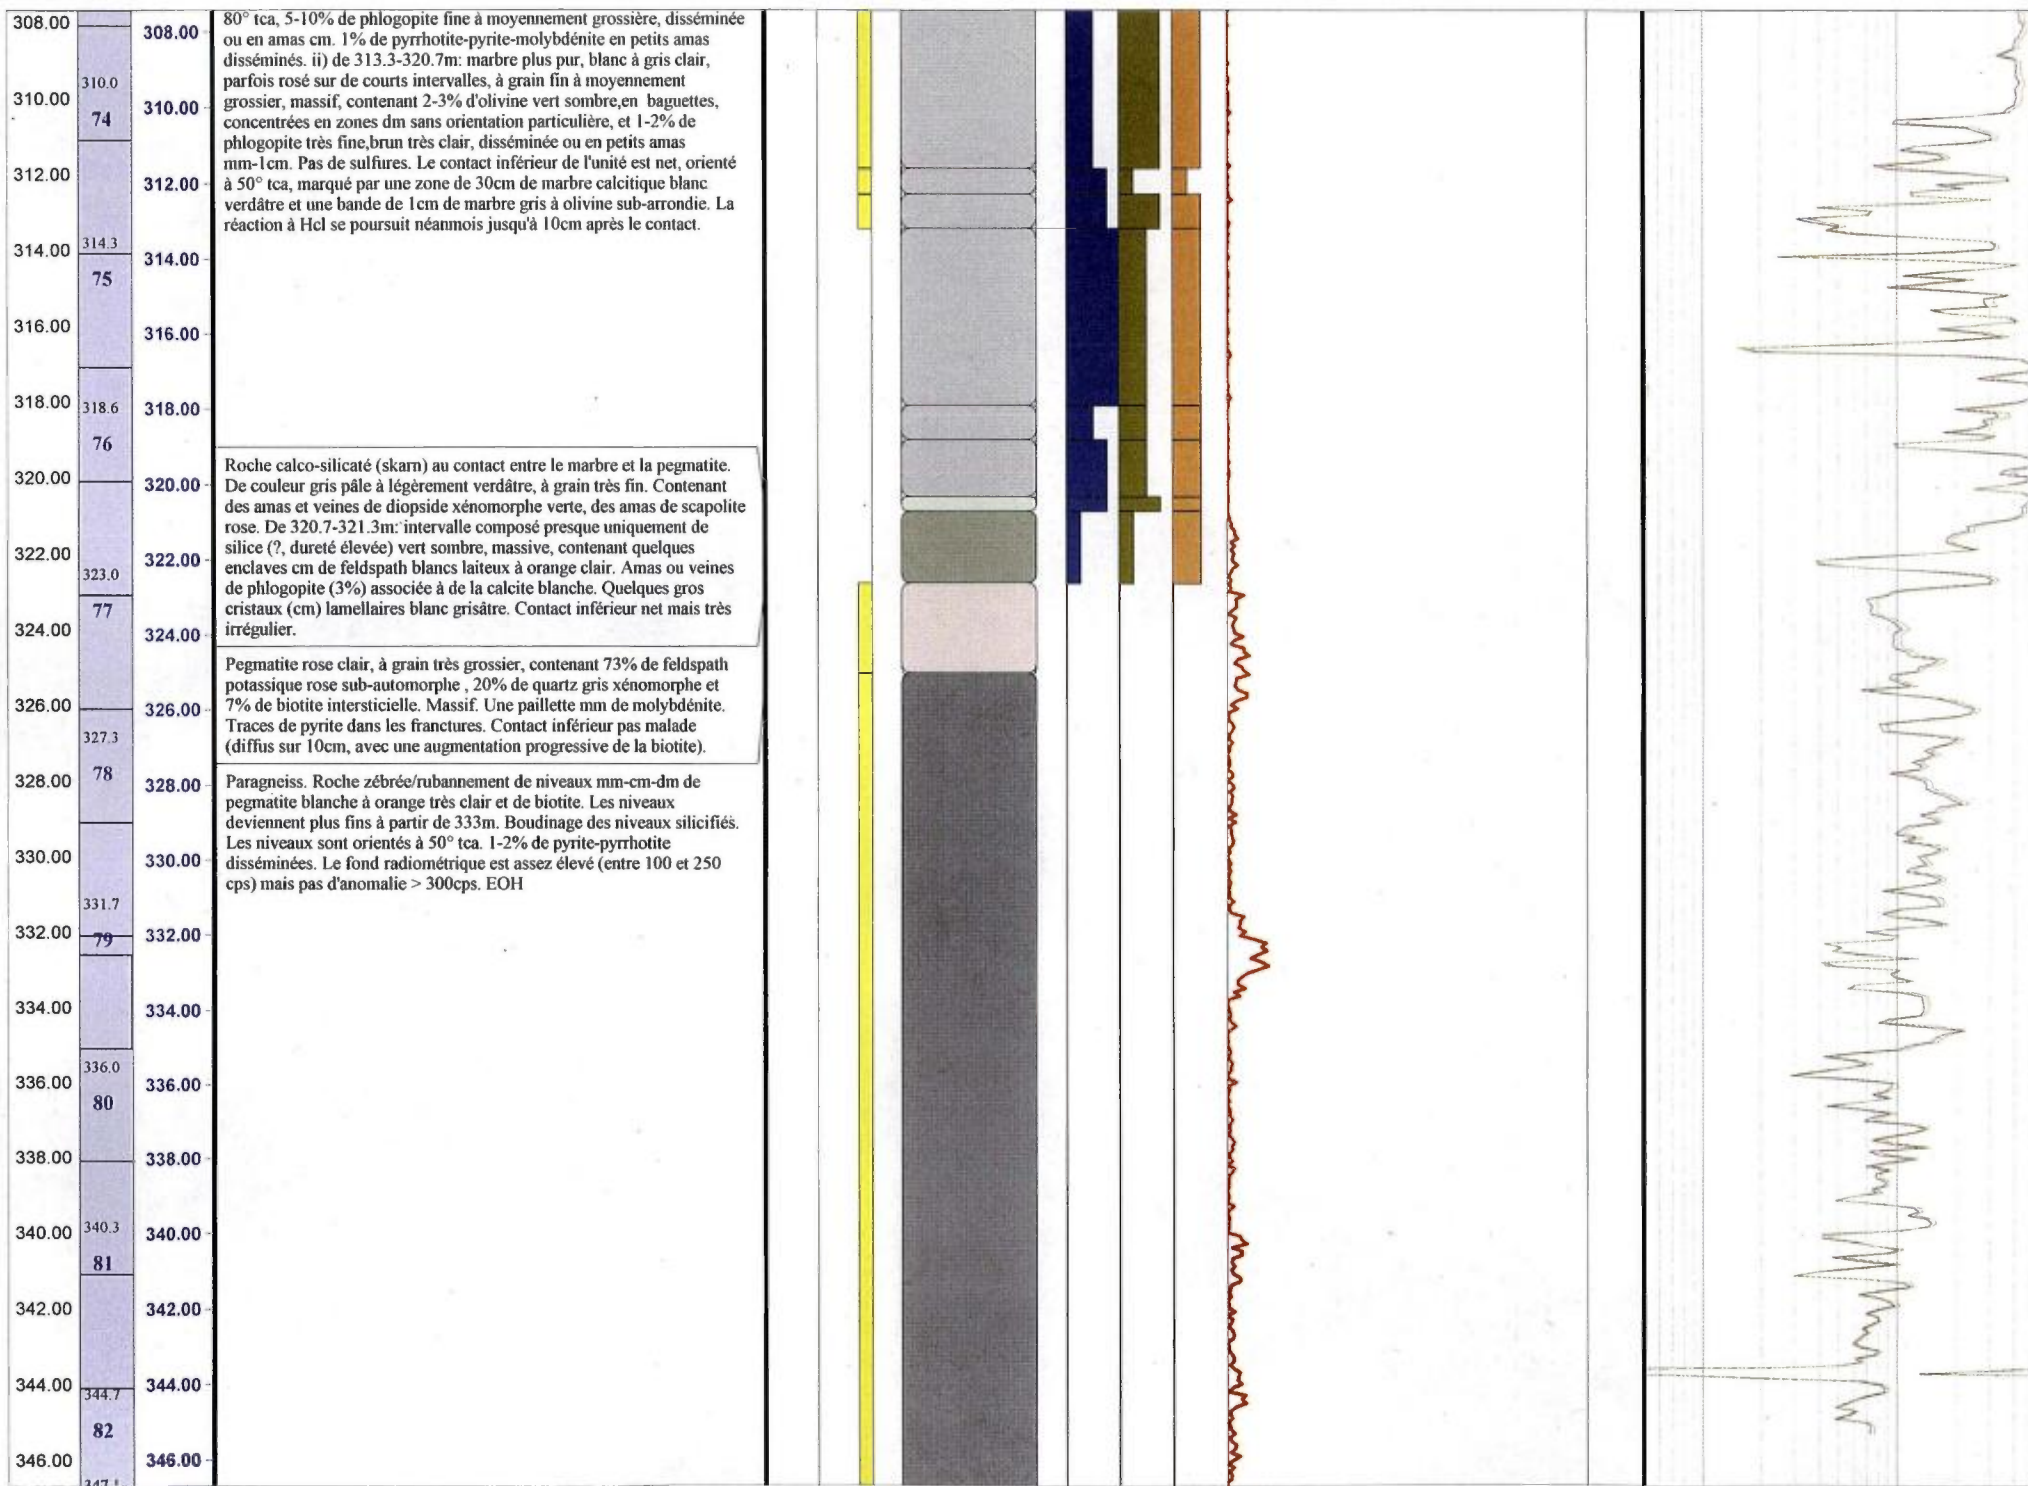 308.00
310.00
312.00
314.00
316.00
318.00
320.00
322.00
324.00
326.00
328.00
330.00
332.00
334.00
336.00
338.00
340.00
342.00
344.00
346.00
310.0
74
314.3
75
318.6
76
323.0
77
327.3
78
331.7
79
336.0
80
340.3
81
344.7
82
347.1
308.00
310.00
312.00
314.00
316.00
318.00
320.00
322.00
324.00
326.00
328.00
330.00
332.00
334.00
336.00
338.00
340.00
342.00
344.00
346.00
80° tca, 5-10% de phlogopite fine à moyennement grossière, disséminée
ou en amas cm. 1% de pyrrhotite-pyrite-molybdénite en petits amas
disséminés. ii) de 313.3-320.7m: marbre plus pur, blanc à gris clair,
parfois rosé sur de courts intervalles, à grain fin à moyennement
grossier, massif, contenant 2-3% d'olivine vert sombre,en baguettes,
concentrées en zones dm sans orientation particulière, et 1-2% de
phlogopite très fine,brun très clair, disséminée ou en petits amas
mm-1cm. Pas de sulfures. Le contact inférieur de l'unité est net, orienté
à 50° tca, marqué par une zone de 30cm de marbre calcitique blanc
verdâtre et une bande de 1cm de marbre gris à olivine sub-arrondie. La
réaction à Hcl se poursuit néanmois jusqu'à 10cm après le contact.
Roche calco-silicaté (skarn) au contact entre le marbre et la pegmatite.
De couleur gris pâle à légèrement verdâtre, à grain très fin. Contenant
des amas et veines de diopside xénomorphe verte, des amas de scapolite
rose. De 320.7-321.3m: intervalle composé presque uniquement de
silice (?, dureté élevée) vert sombre, massive, contenant quelques
enclaves cm de feldspath blancs laiteux à orange clair. Amas ou veines
de phlogopite (3%) associée à de la calcite blanche. Quelques gros
cristaux (cm) lamellaires blanc grisâtre. Contact inférieur net mais très
irrégulier.
Pegmatite rose clair, à grain très grossier, contenant 73% de feldspath
potassique rose sub-automorphe , 20% de quartz gris xénomorphe et
7% de biotite intersticielle. Massif. Une paillette mm de molybdénite.
Traces de pyrite dans les franctures. Contact inférieur pas malade
(diffus sur 10cm, avec une augmentation progressive de la biotite).
Paragneiss. Roche zébrée/rubannement de niveaux mm-cm-dm de
pegmatite blanche à orange très clair et de biotite. Les niveaux
deviennent plus fins à partir de 333m. Boudinage des niveaux silicifiés.
Les niveaux sont orientés à 50° tca. 1-2% de pyrite-pyrrhotite
disséminées. Le fond radiométrique est assez élevé (entre 100 et 250
cps) mais pas d'anomalie > 300cps. EOH